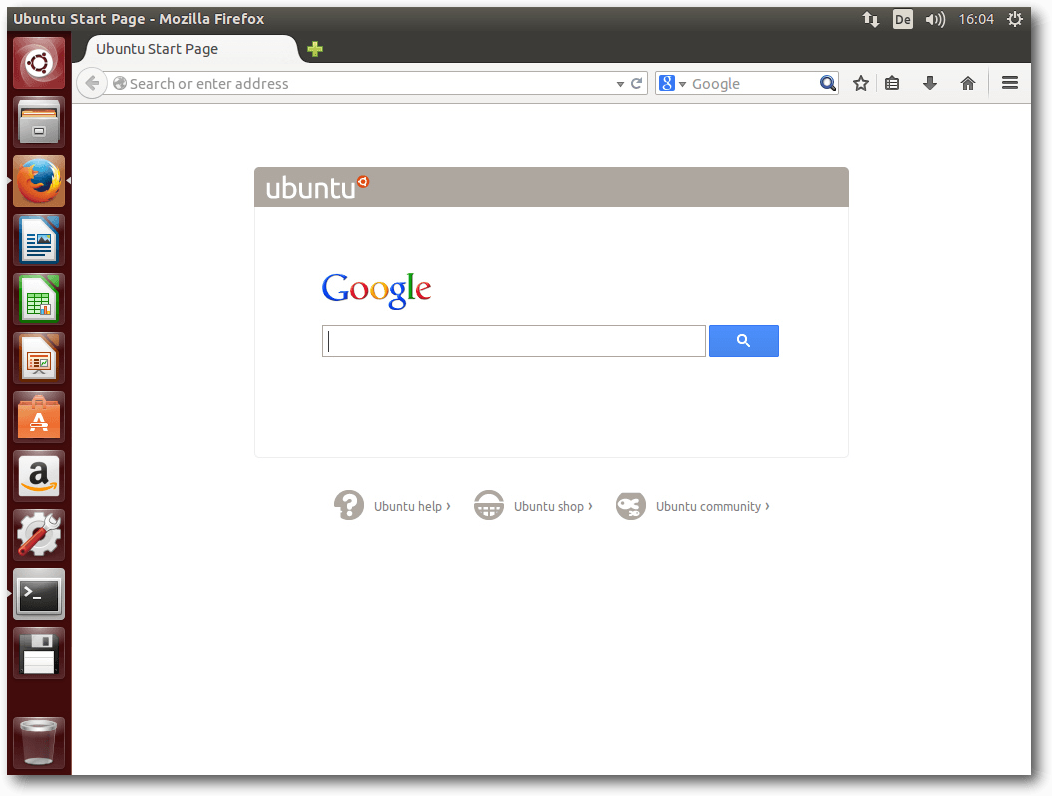 Ubuntu Start Page - Mozilla Firefox
De
16:04
Ubuntu Start Page
Search or enter address
8
Google
ubuntu
Google
Ubuntu help ›
Ubuntu shop ›
Ubuntu community ›
A
a
>_